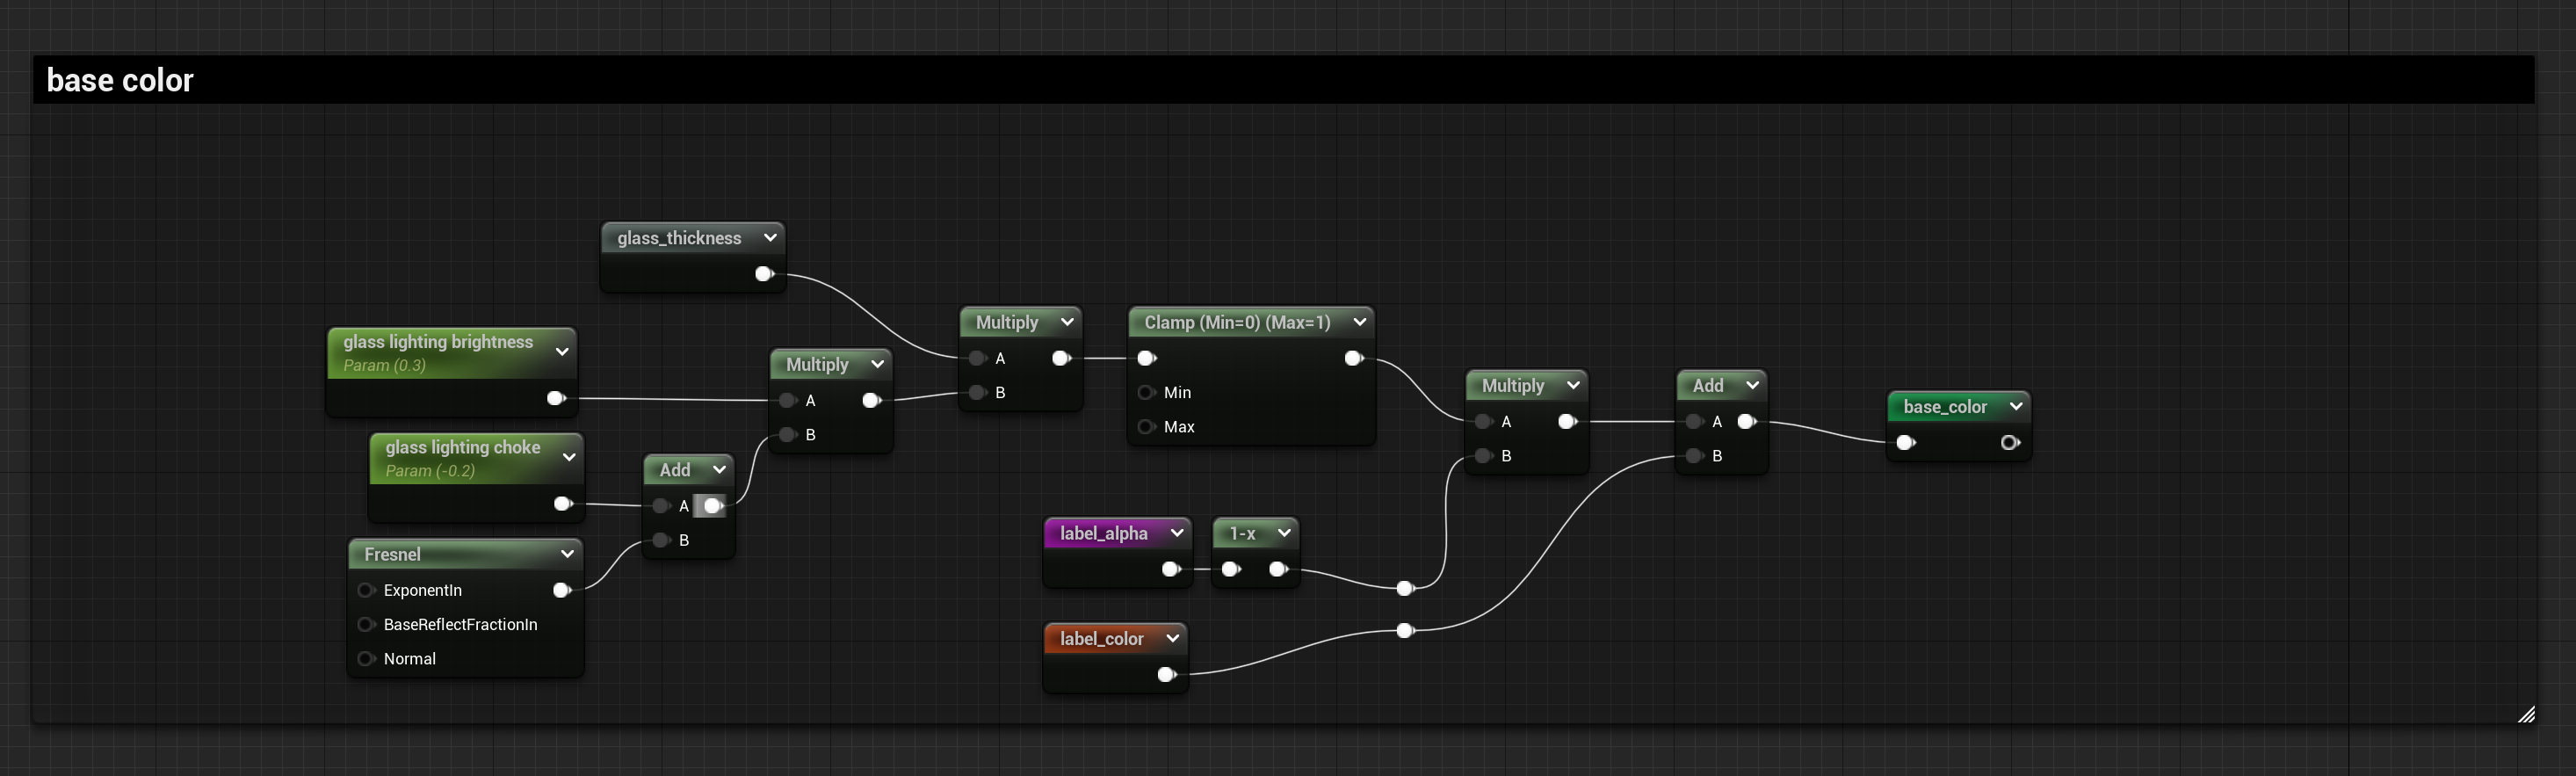 base color
glass_thickness
glass lighting brightness
Param (0.3)
Multiply
A
B
Clamp (Min=0) (Max=1)
Min
Max
Multiply
A
B
glass lighting choke
Param (-0.2)
Add
A
B
Fresnel
ExponentIn
BaseReflectFractionIn
Normal
Multiply
A
B
Add
A
B
base_color
label_alpha
1-x
label_color